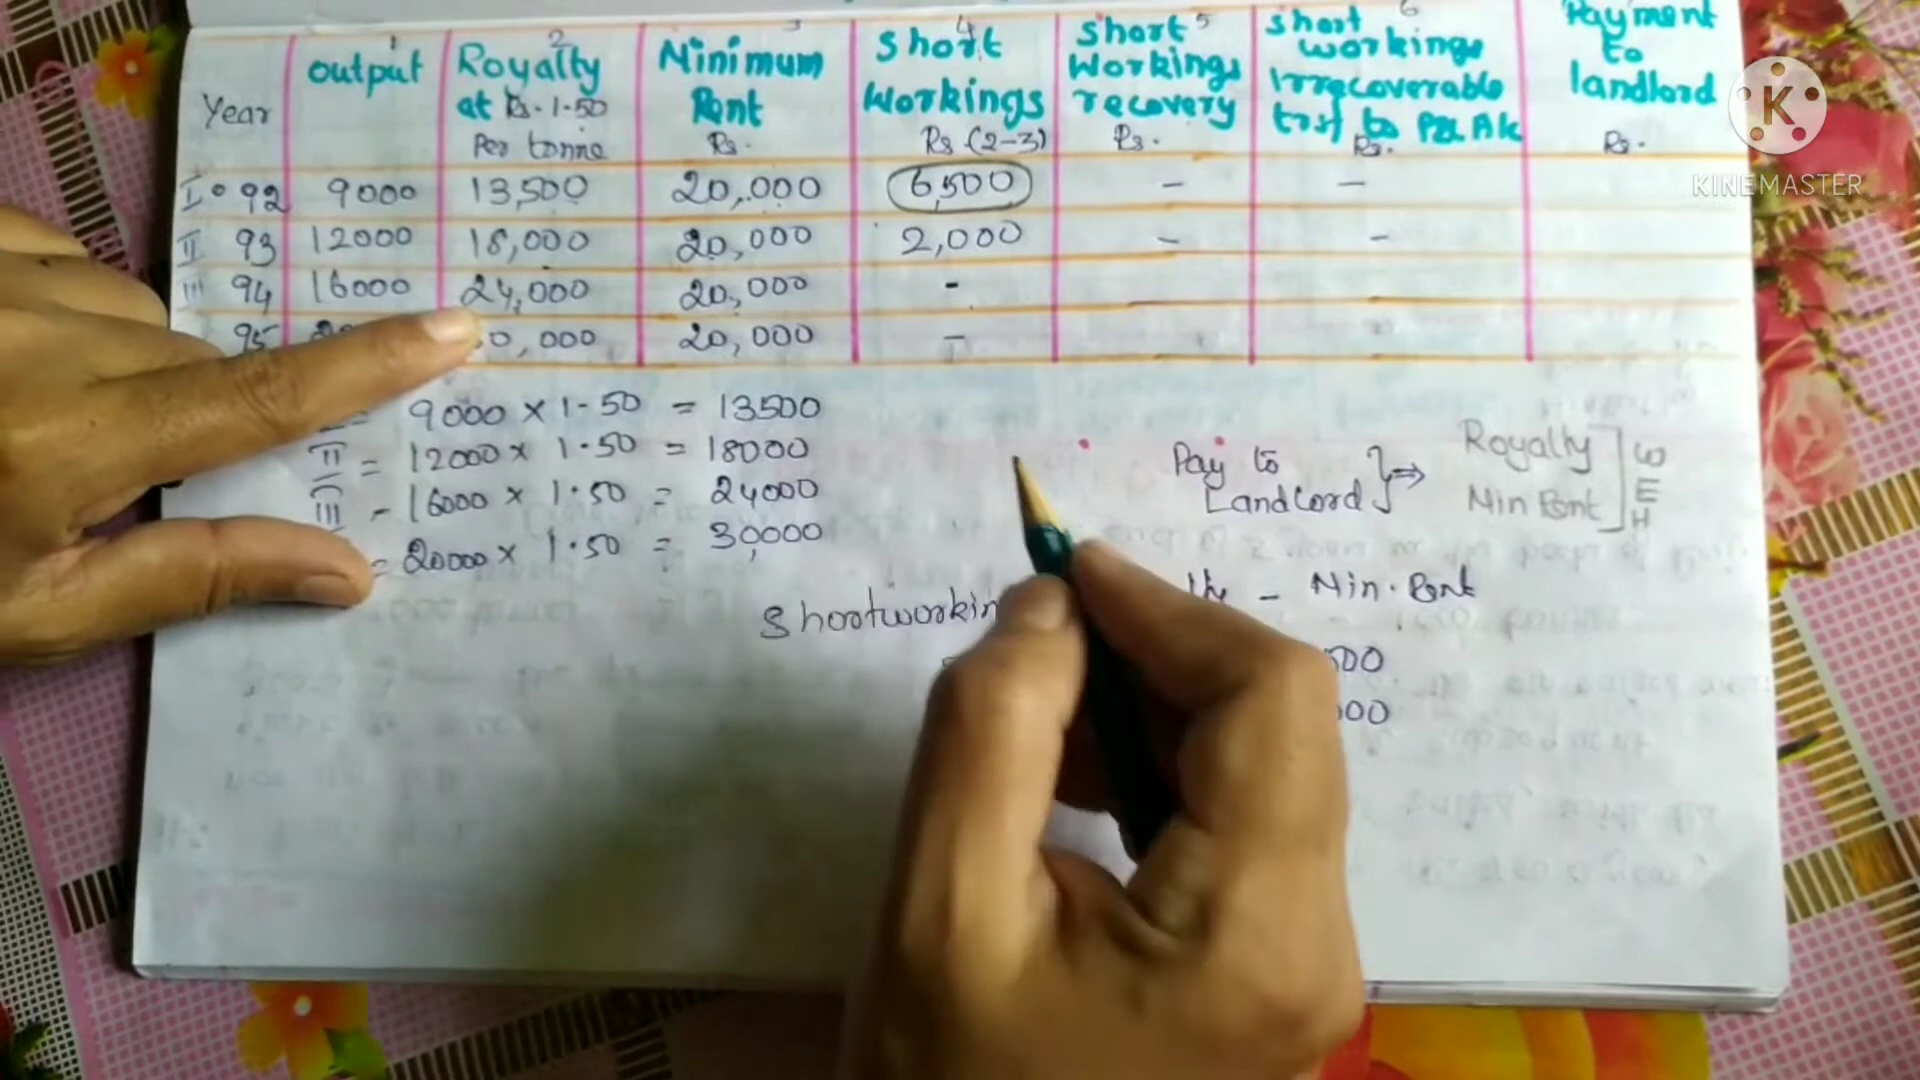 Year
1
output
2
Royalty
at Rs. 1.50
Per tonne
3
Minimum
Rent
Rs.
4
Short
Workings
Rs (2-3)
5
Short
Workings
recovery
Rs.
6
Short
workings
Irrecoverable
Rs.
Payment
to
landlord
Rs.
I 92 9000 13,500 20,000 6,500 - -
II 93 12000 18,000 20,000 2,000 - -
III 94 16000 24,000 20,000 -
95 0,000 20,000 -
= 9000 x 1-50 = 13500
II = 12000 x 1.50 = 18000
III - 16000 x 1.50 = 24000
= 20000 x 1.50 = 30,000
Pay to
Landlord } ⇒
Royalty
Min Rent
Min. Rent
K
KINEMASTER